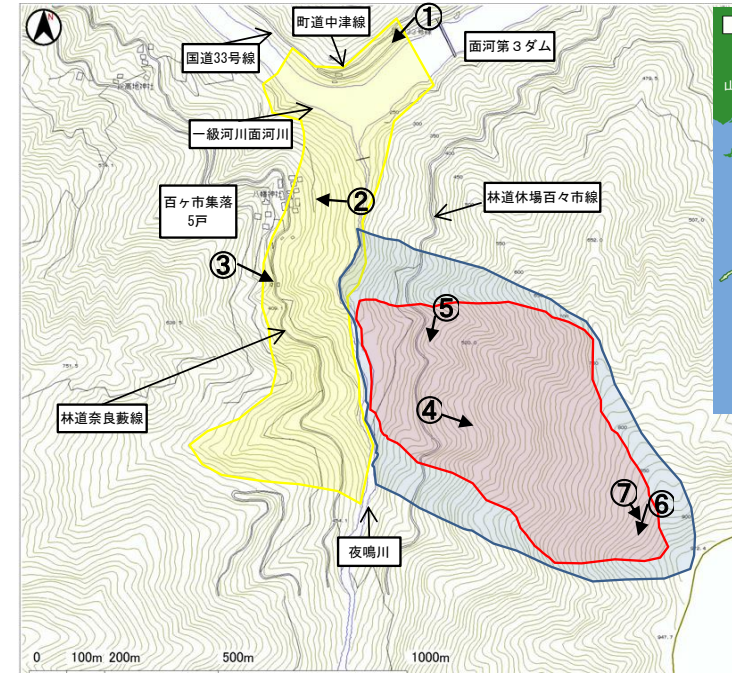 N
町道中津線
①
国道33号線
面河第３ダム
一級河川面河川
百ヶ市集落
5戸
②
林道休場百々市線
③
⑤
林道奈良藪線
④
⑦
⑥
夜鳴川
0 100m 200m 500m 1000m
山